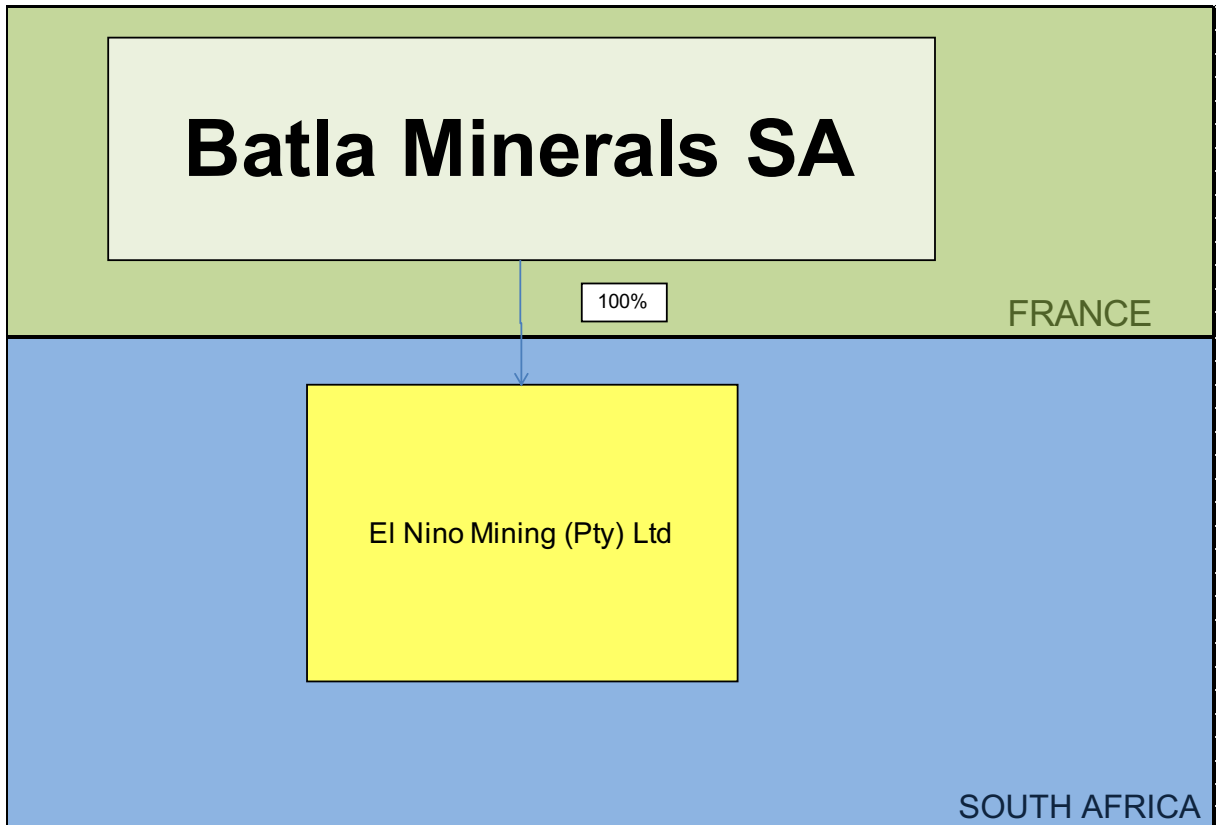 Batla Minerals SA
100%
FRANCE
El Nino Mining (Pty) Ltd
SOUTH AFRICA